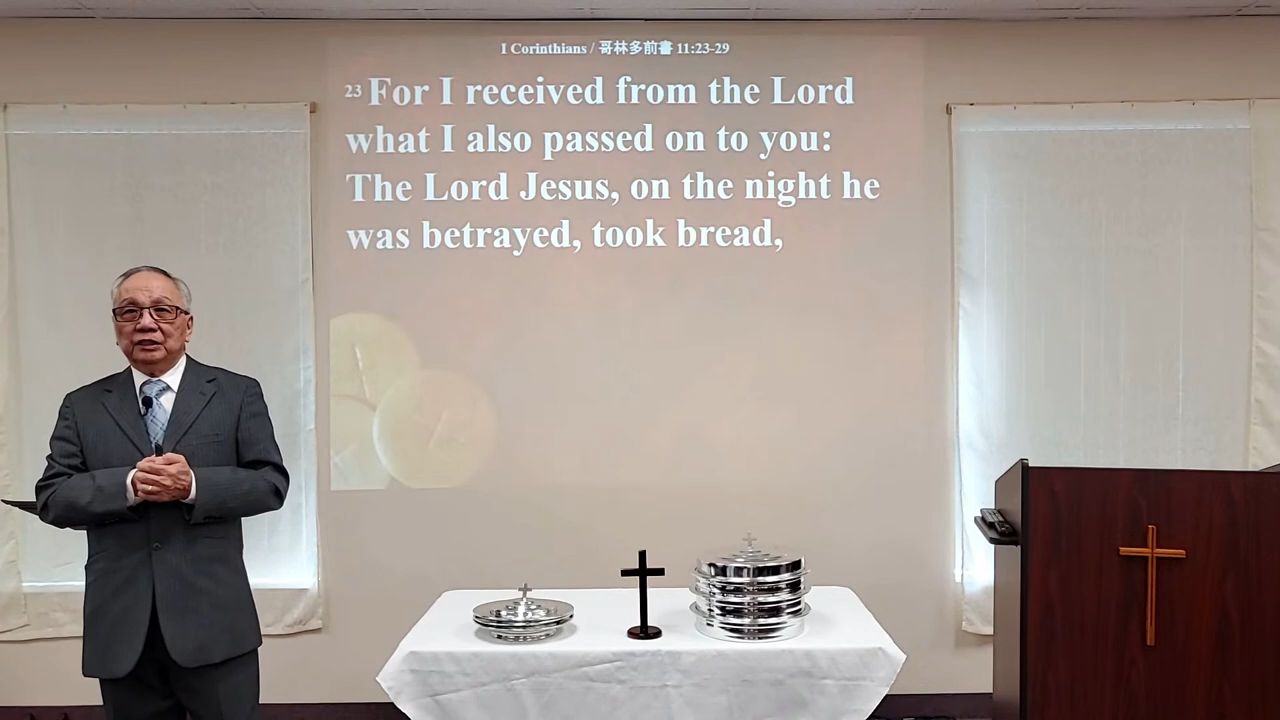 I Corinthians / 哥林多前書 11:23-29
23 For I received from the Lord
what I also passed on to you:
The Lord Jesus, on the night he
was betrayed, took bread,